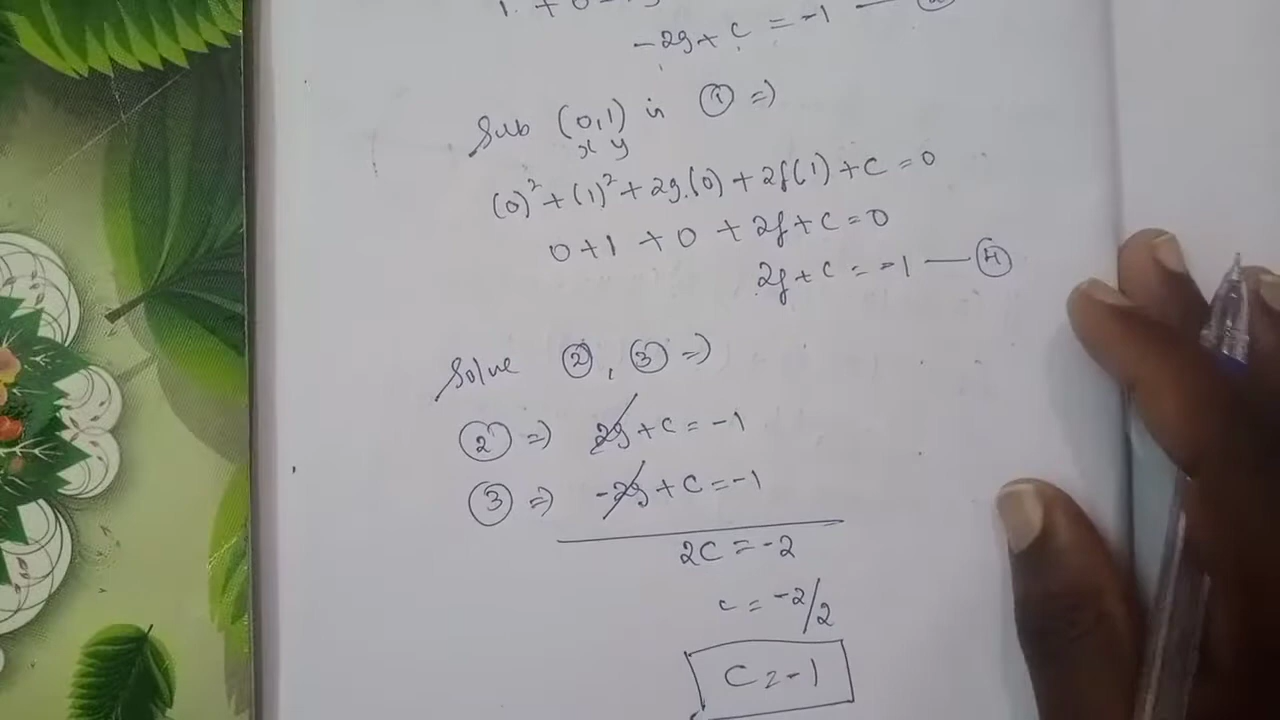 -2g + c = -1 —
Sub (0,1) in ① ⇒
x y
(0)² + (1)² + 2g.(0) + 2f(1) + c = 0
0 + 1 + 0 + 2f + c = 0
2f + c = -1 — ④
Solve ②, ③ ⇒
② ⇒ 2g + c = -1
③ ⇒ -2g + c = -1
2c = -2
c = -2/2
c = -1